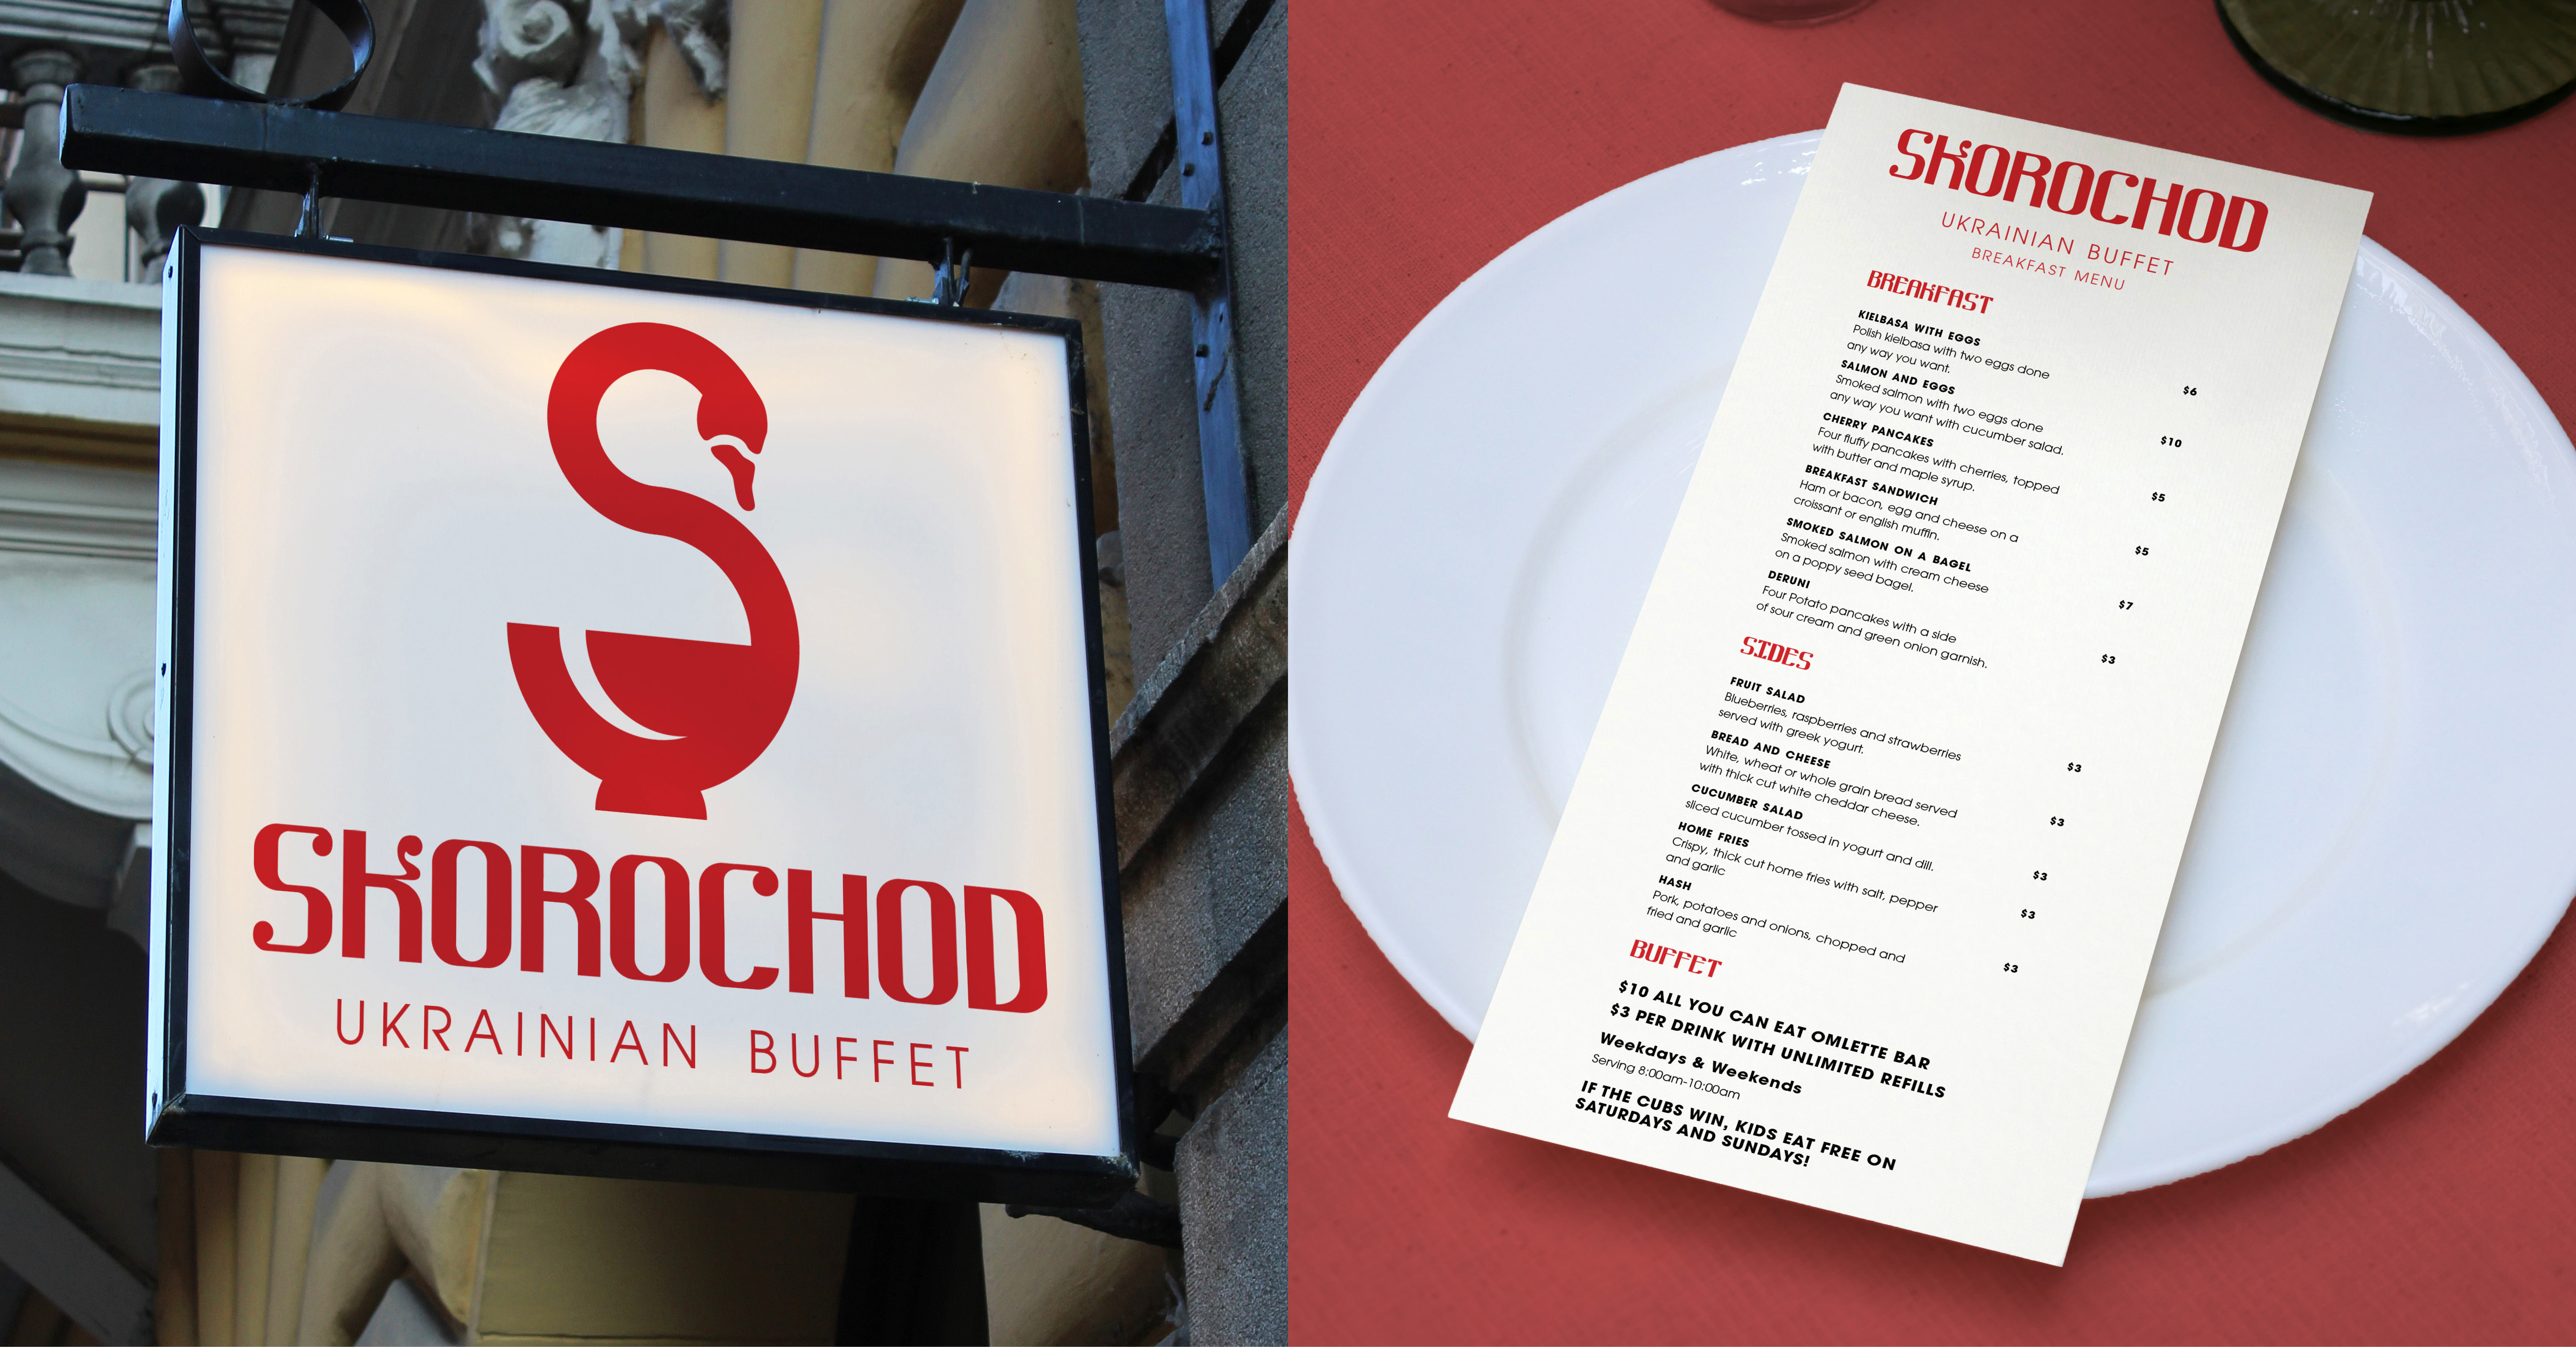 SKOROCHOD
UKRAINIAN BUFFET
SKOROCHOD
UKRAINIAN BUFFET
BREAKFAST MENU
BREAKFAST
KIELBASA WITH EGGS
Polish kielbasa with two eggs done
any way you want.
$6
SALMON AND EGGS
Smoked salmon with two eggs done
any way you want with cucumber salad.
$10
CHERRY PANCAKES
Four fluffy pancakes with cherries, topped
with butter and maple syrup.
$5
BREAKFAST SANDWICH
Ham or bacon, egg and cheese on a
croissant or english muffin.
$5
SMOKED SALMON ON A BAGEL
Smoked salmon with cream cheese
on a poppy seed bagel.
$7
DERUNI
Four Potato pancakes with a side
of sour cream and green onion garnish.
$3
SIDES
FRUIT SALAD
Blueberries, raspberries and strawberries
served with greek yogurt.
$3
BREAD AND CHEESE
White, wheat or whole grain bread served
with thick cut white cheddar cheese.
$3
CUCUMBER SALAD
sliced cucumber tossed in yogurt and dill.
$3
HOME FRIES
Crispy, thick cut home fries with salt, pepper
and garlic
$3
HASH
Pork, potatoes and onions, chopped and
fried and garlic
$3
BUFFET
$10 ALL YOU CAN EAT OMLETTE BAR
$3 PER DRINK WITH UNLIMITED REFILLS
Weekdays & Weekends
Serving 8:00am-10:00am
IF THE CUBS WIN, KIDS EAT FREE ON
SATURDAYS AND SUNDAYS!